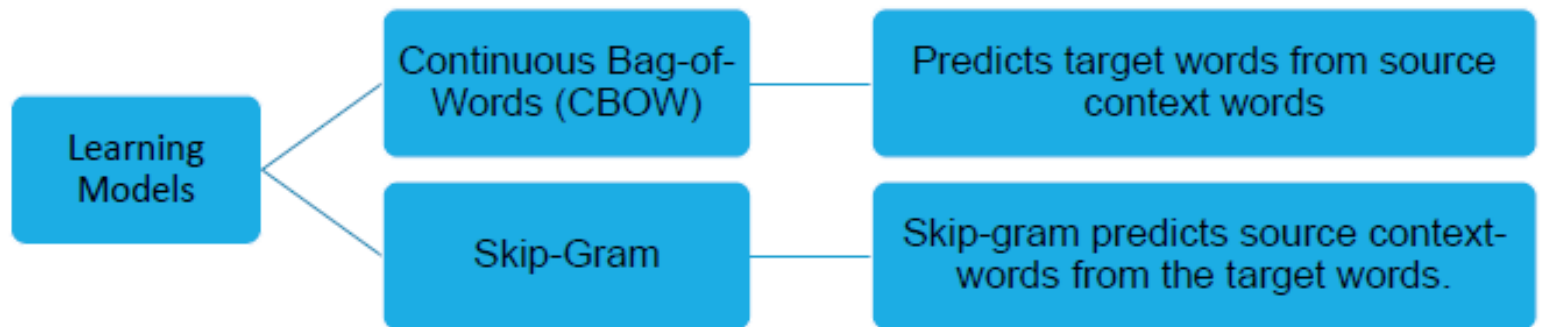 Learning
Models
Continuous Bag-of-
Words (CBOW)
Predicts target words from source
context words
Skip-Gram
Skip-gram predicts source context-
words from the target words.